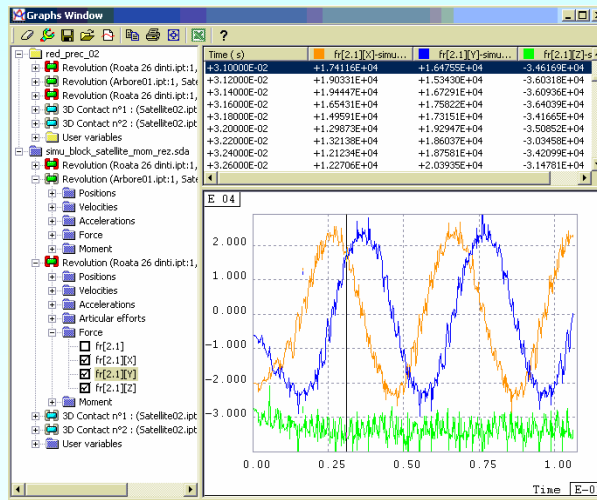 Graphs Window
red_prec_02
Revolution (Roata 26 dinti.ipt:1,
Revolution (Arbore01.ipt:1, Sate
3D Contact n°1 : (Satellite02.ipt
3D Contact n°2 : (Satellite02.ipt
User variables
simu_block_satellite_mom_rez.sda
Revolution (Roata 26 dinti.ipt:1,
Revolution (Arbore01.ipt:1, Sate
Positions
Velocities
Accelerations
Force
Moment
Revolution (Roata 26 dinti.ipt:1,
Positions
Velocities
Accelerations
Articular efforts
Force
fr[2.1]
fr[2.1][X]
fr[2.1][Y]
fr[2.1][Z]
Moment
3D Contact n°1 : (Satellite02.ipt
3D Contact n°2 : (Satellite02.ipt
User variables
Time ( s) fr[2.1][X]-simu... fr[2.1][Y]-simu... fr[2.1][Z]-s
+3.10000E-02 +1.74116E+04 +1.64755E+04 -3.46169E+04
+3.12000E-02 +1.90331E+04 +1.53430E+04 -3.60318E+04
+3.14000E-02 +1.94447E+04 +1.67291E+04 -3.60936E+04
+3.16000E-02 +1.65431E+04 +1.75822E+04 -3.64039E+04
+3.18000E-02 +1.49591E+04 +1.73151E+04 -3.41665E+04
+3.20000E-02 +1.29873E+04 +1.92947E+04 -3.50852E+04
+3.22000E-02 +1.32138E+04 +1.86037E+04 -3.03458E+04
+3.24000E-02 +1.21234E+04 +1.87581E+04 -3.42099E+04
+3.26000E-02 +1.22706E+04 +2.03935E+04 -3.14781E+04
E 04
2.000
1.000
0.000
-1.000
-2.000
-3.000
0.00 0.25 0.50 0.75 1.00
Time E-0